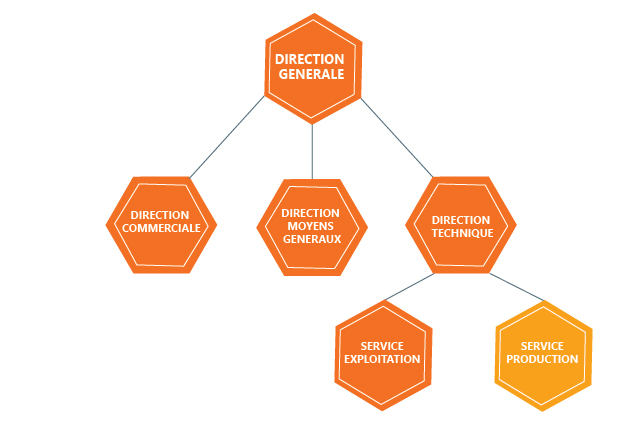 DIRECTION
GENERALE
DIRECTION
COMMERCIALE
DIRECTION
MOYENS
GENERAUX
DIRECTION
TECHNIQUE
SERVICE
EXPLOITATION
SERVICE
PRODUCTION